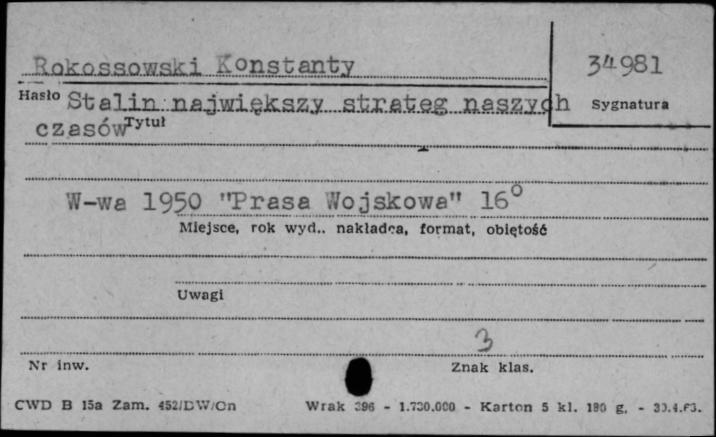 Rokossowski Konstanty
34981
Hasło Stalin największy strateg naszych
Sygnatura
czasów Tytuł
W-wa 1950 "Prasa Wojskowa" 16°
Miejsce, rok wyd., nakładca, format, objętość
Uwagi
3
Nr inw.
Znak klas.
CWD B 15a Zam. 452/DW/Gn Wrak 396 - 1.730.000 - Karton 5 kl. 180 g. - 30.4.63.